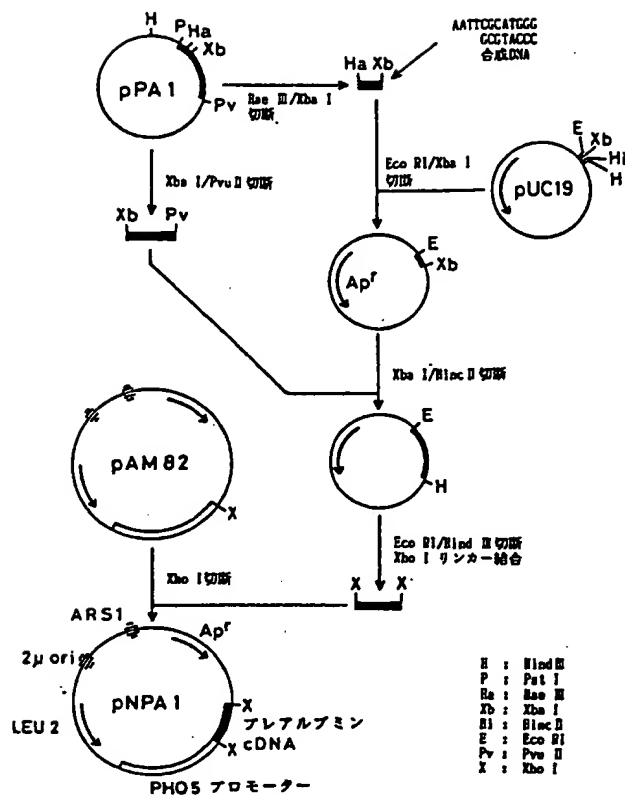 H
P
Ha
Xb
pPA1
Pv
Hae III/Xba I
切断
Ha Xb
AATTCGCATGGG
GCGTACCC
合成DNA
Xba I/Pvu II 切断
Xb Pv
Eco RI/Xba I
切断
E
Xb
Hi
H
pUC19
E
Xb
Apr
Xba I/Hinc II 切断
E
H
pAM82
X
Xho I 切断
Eco RI/Hind III 切断
Xho I リンカー結合
X X
ARS1
Apr
2μ ori
pNPA1
LEU2
X
プレアルブミン
X cDNA
PHO5 プロモーター
H : Hind III
P : Pst I
Ha : Hae III
Xb : Xba I
Hi : Hinc II
E : Eco RI
Pv : Pvu II
X : Xho I